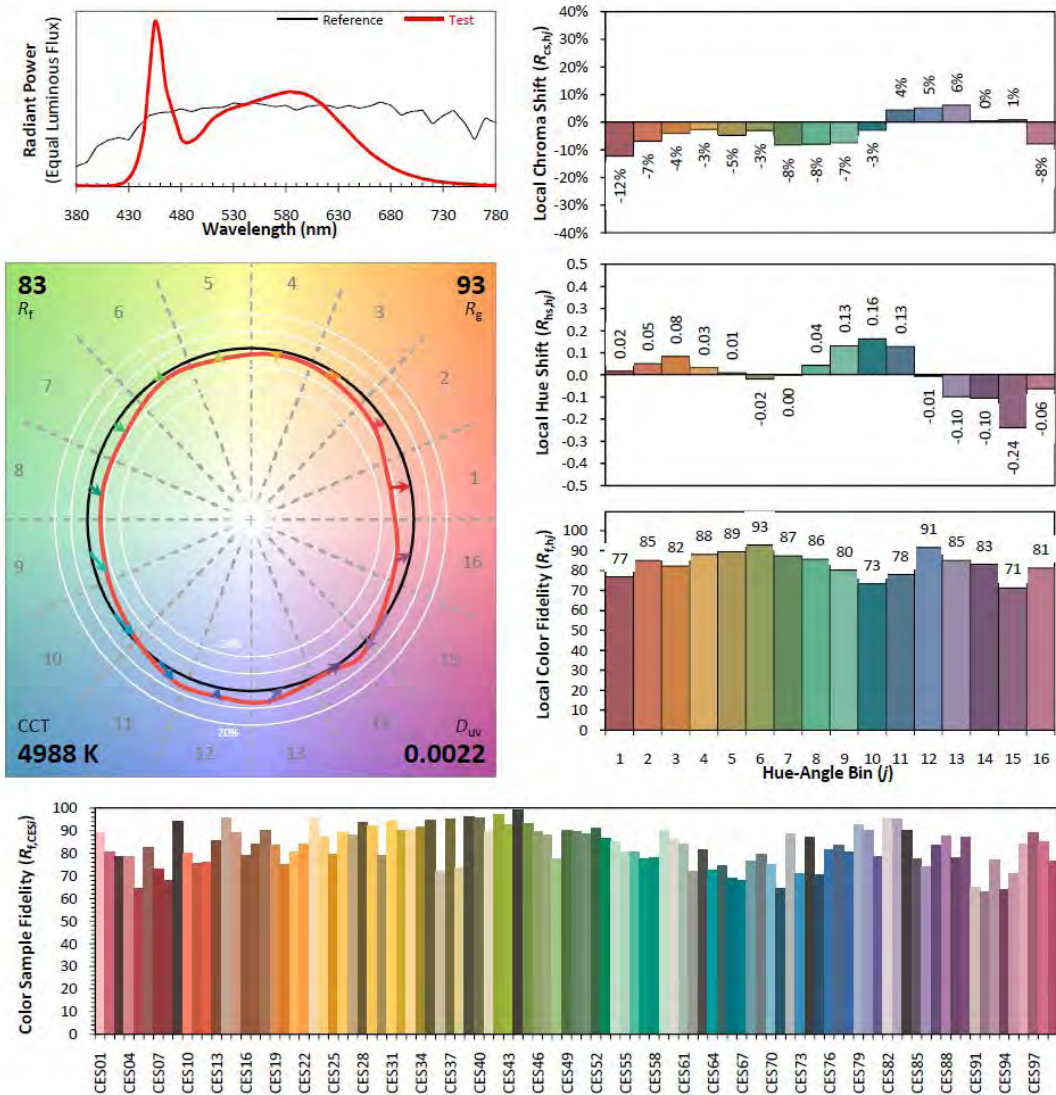 Reference
Test
Radiant Power
(Equal Luminous Flux)
380 430 480 530 580 630 680 730 780
Wavelength (nm)
Local Chroma Shift (Rcs,hj)
40%
30%
20%
10%
0%
-10%
-20%
-30%
-40%
-12% -7% -4% -3% -5% -3% -8% -8% -7% -3% 4% 5% 6% 0% 1% -8%
83
Rf
93
Rg
1
2
3
4
5
6
7
8
9
10
11
12
13
14
15
16
20%
CCT
4988 K
Duv
0.0022
Local Hue Shift (Rhs,hj)
0.5
0.4
0.3
0.2
0.1
0.0
-0.1
-0.2
-0.3
-0.4
-0.5
0.02 0.05 0.08 0.03 0.01 -0.02 0.00 0.04 0.13 0.16 0.13 -0.01 -0.10 -0.10 -0.24 -0.06
Local Color Fidelity (Rf,hj)
100
90
80
70
60
50
40
30
20
10
0
77 85 82 88 89 93 87 86 80 73 78 91 85 83 71 81
1 2 3 4 5 6 7 8 9 10 11 12 13 14 15 16
Hue-Angle Bin (j)
Color Sample Fidelity (Rf,CESi)
100
90
80
70
60
50
40
30
20
10
0
CES01 CES04 CES07 CES10 CES13 CES16 CES19 CES22 CES25 CES28 CES31 CES34 CES37 CES40 CES43 CES46 CES49 CES52 CES55 CES58 CES61 CES64 CES67 CES70 CES73 CES76 CES79 CES82 CES85 CES88 CES91 CES94 CES97